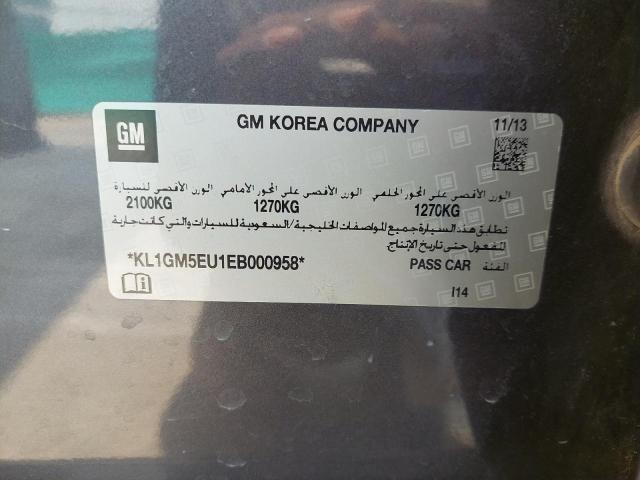 GM
GM KOREA COMPANY
11/13
الوزن الأقصى على المحور الخلفي الوزن الأقصى على المحور الأمامي الوزن الأقصى للسيارة
2100KG 1270KG 1270KG
تطابق هذه السيارة جميع المواصفات الخليجية/السعودية للسيارات والتي كانت جارية
المفعول حتى تاريخ الإنتاج.
*KL1GM5EU1EB000958*
الفئة PASS CAR
I14